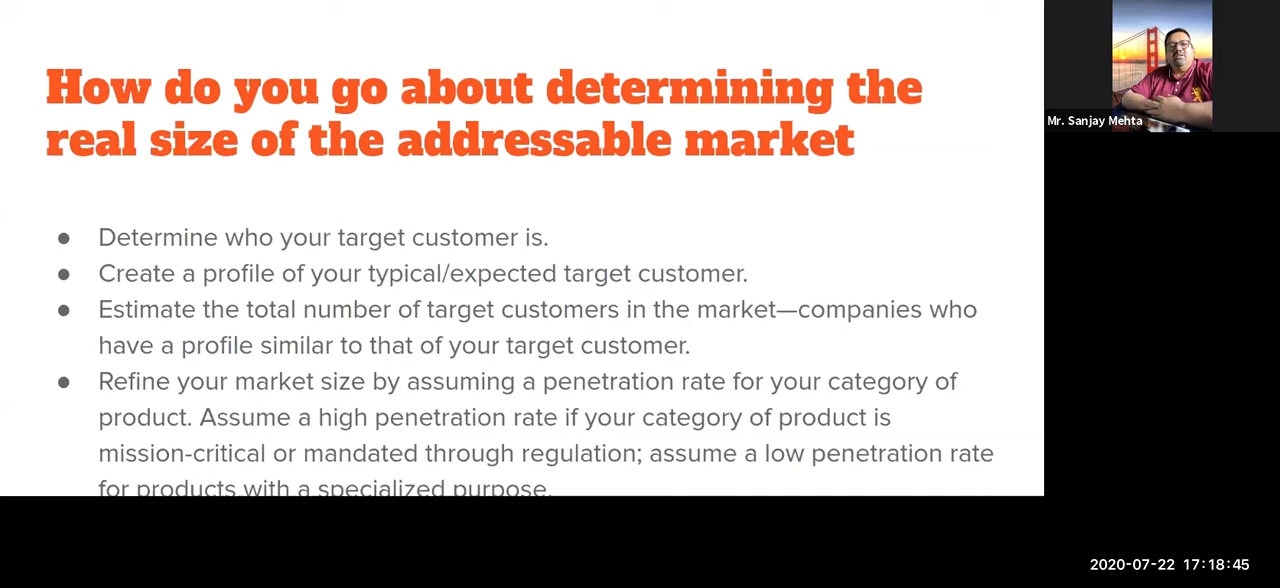 How do you go about determining the
real size of the addressable market
● Determine who your target customer is.
● Create a profile of your typical/expected target customer.
● Estimate the total number of target customers in the market—companies who
have a profile similar to that of your target customer.
● Refine your market size by assuming a penetration rate for your category of
product. Assume a high penetration rate if your category of product is
mission-critical or mandated through regulation; assume a low penetration rate
for products with a specialized purpose.
Mr. Sanjay Mehta
2020-07-22 17:18:45